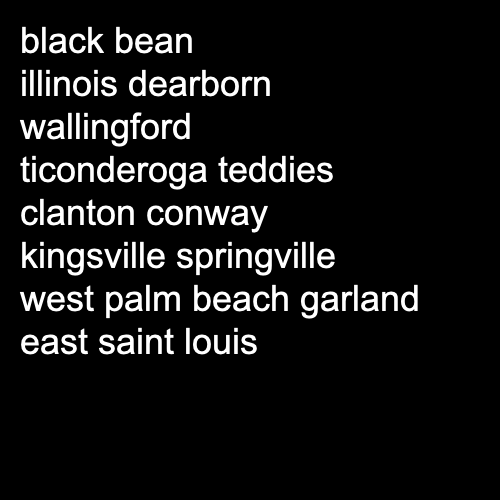 black bean
illinois dearborn
wallingford
ticonderoga teddies
clanton conway
kingsville springville
west palm beach garland
east saint louis